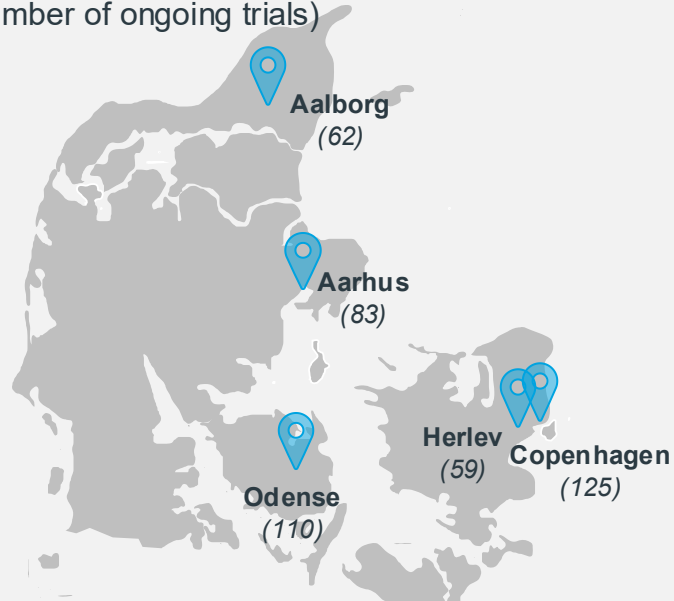 mber of ongoing trials)
Aalborg
(62)
Aarhus
(83)
Herlev
(59)
Copenhagen
(125)
Odense
(110)